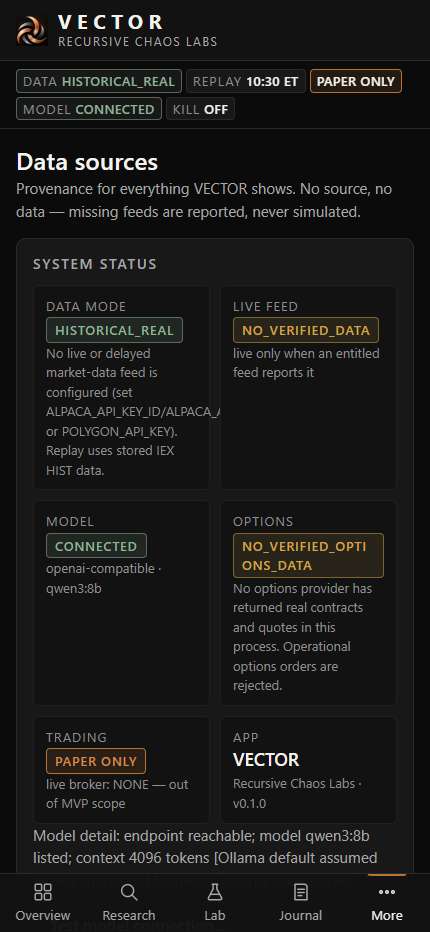 VECTOR
RECURSIVE CHAOS LABS
DATA HISTORICAL_REAL REPLAY 10:30 ET PAPER ONLY
MODEL CONNECTED KILL OFF
Data sources
Provenance for everything VECTOR shows. No source, no
data — missing feeds are reported, never simulated.
SYSTEM STATUS
DATA MODE
HISTORICAL_REAL
No live or delayed
market-data feed is
configured (set
ALPACA_API_KEY_ID/ALPACA_A
or POLYGON_API_KEY).
Replay uses stored IEX
HIST data.
LIVE FEED
NO_VERIFIED_DATA
live only when an entitled
feed reports it
MODEL
CONNECTED
openai-compatible ·
qwen3:8b
OPTIONS
NO_VERIFIED_OPTI
ONS_DATA
No options provider has
returned real contracts
and quotes in this
process. Operational
options orders are
rejected.
TRADING
PAPER ONLY
live broker: NONE — out
of MVP scope
APP
VECTOR
Recursive Chaos Labs ·
v0.1.0
Model detail: endpoint reachable; model qwen3:8b
listed; context 4096 tokens [Ollama default assumed
Overview Research Lab Journal More